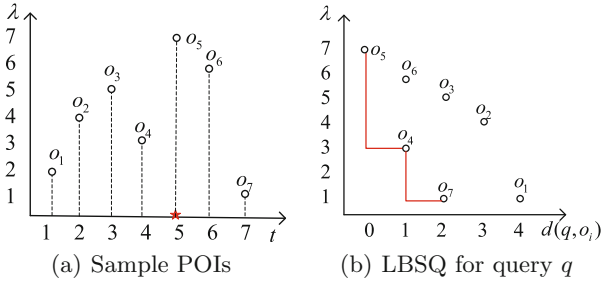 λ
7
6
5
4
3
2
1
o1
o2
o3
o4
o5
o6
o7
1 2 3 4 5 6 7 t
(a) Sample POIs
λ
7
6
5
4
3
2
1
o5
o6
o3
o2
o4
o7
o1
0 1 2 3 4 d(q,oi)
(b) LBSQ for query q